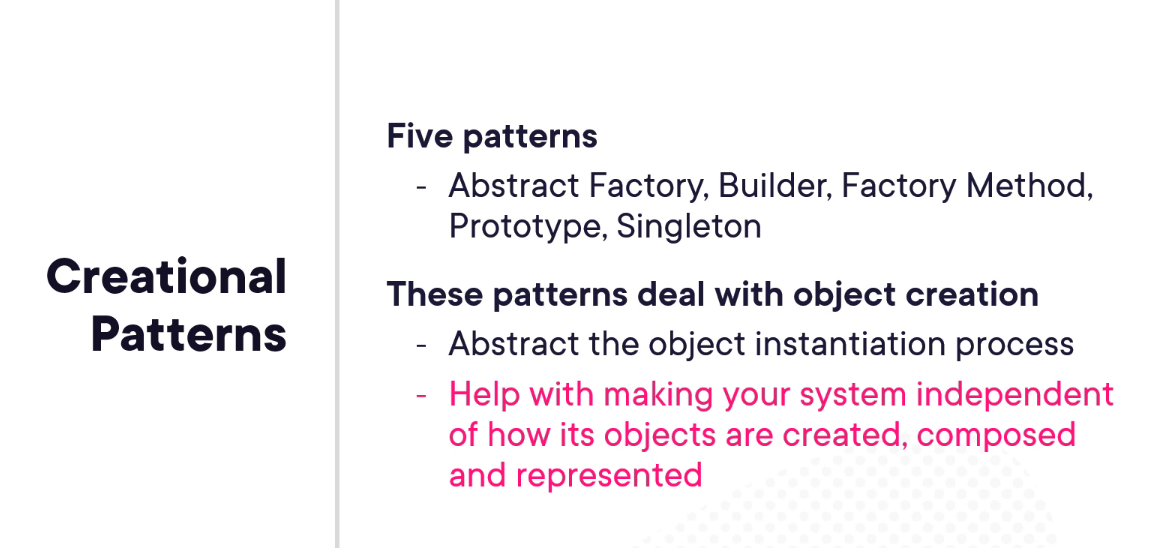 Creational
Patterns
Five patterns
- Abstract Factory, Builder, Factory Method,
Prototype, Singleton
These patterns deal with object creation
- Abstract the object instantiation process
- Help with making your system independent
of how its objects are created, composed
and represented